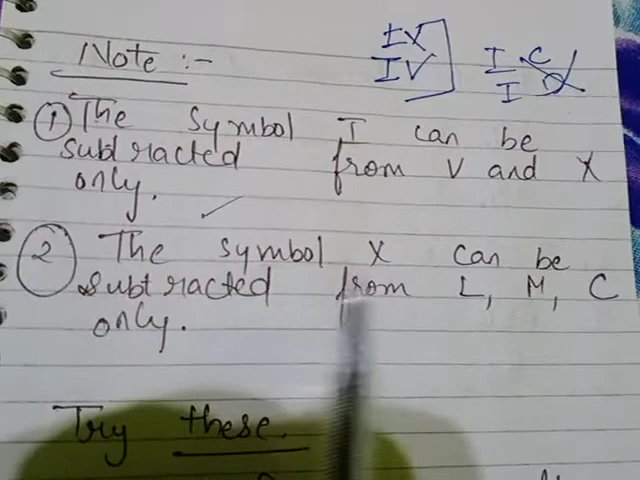 Note :-
IX
IV
I C
I D
① The symbol I can be
subtracted from V and X
only.
② The symbol X can be
subtracted from L, M, C
only.
Try these.